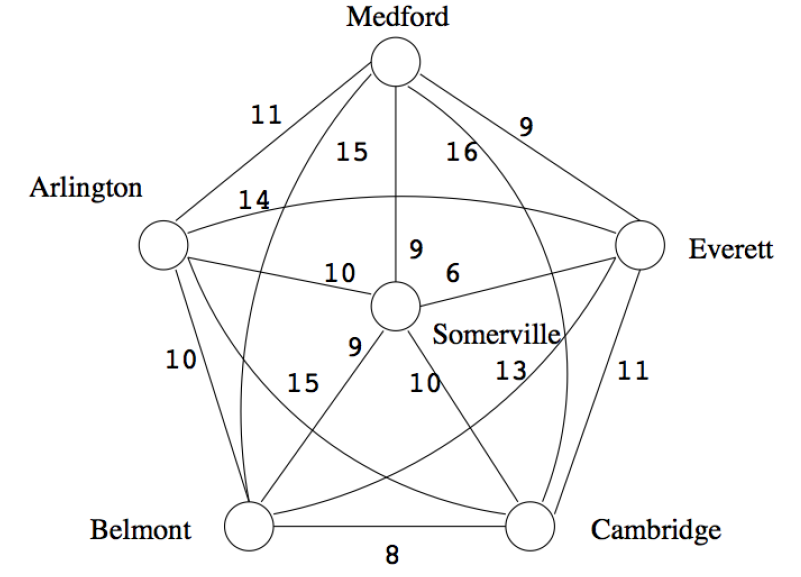 Medford
11
9
15
16
Arlington
14
Everett
9
10
6
Somerville
9
10
15
10
13
11
Belmont
Cambridge
8